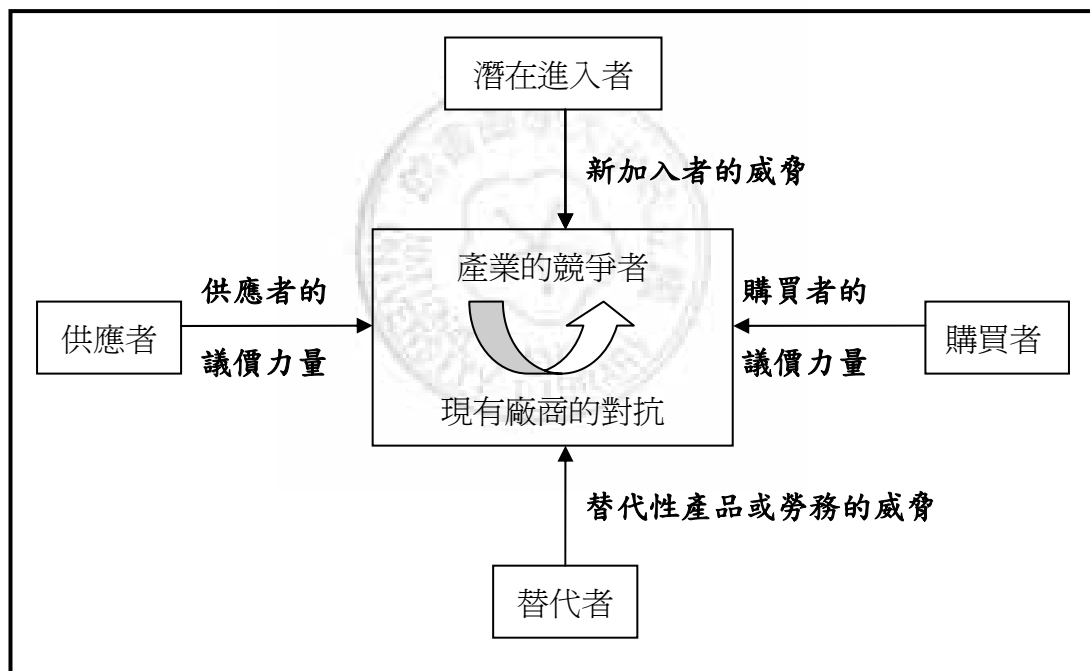 潛在進入者
新加入者的威脅
產業的競爭者
供應者的
購買者的
供應者
購買者
議價力量
議價力量
現有廠商的對抗
替代性產品或勞務的威脅
替代者